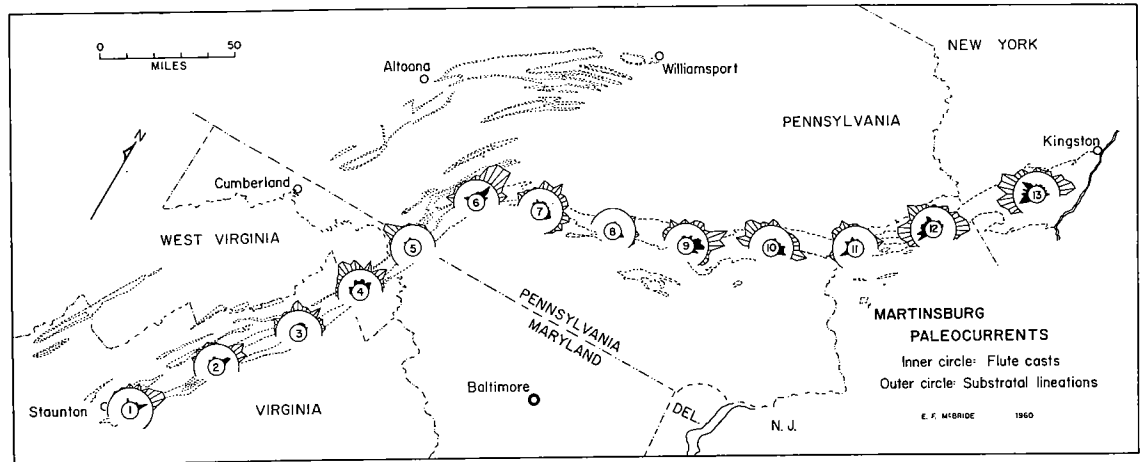 0 50
MILES
N
Altoona
Williamsport
NEW YORK
PENNSYLVANIA
Kingston
Cumberland
WEST VIRGINIA
1
2
3
4
5
6
7
8
9
10
11
12
13
PENNSYLVANIA
MARYLAND
Baltimore
Staunton
VIRGINIA
DEL.
N. J.
MARTINSBURG
PALEOCURRENTS
Inner circle: Flute casts
Outer circle: Substratal lineations
E. F. McBRIDE 1960